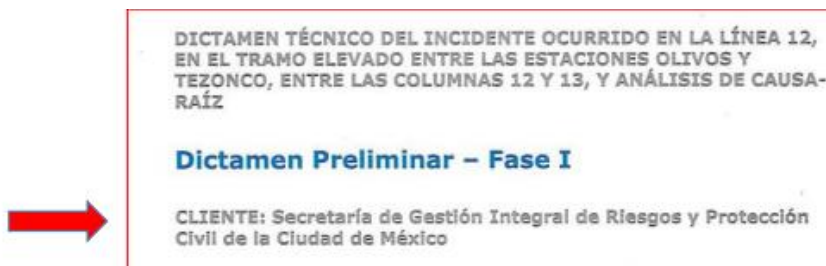 DICTAMEN TÉCNICO DEL INCIDENTE OCURRIDO EN LA LÍNEA 12,
EN EL TRAMO ELEVADO ENTRE LAS ESTACIONES OLIVOS Y
TEZONCO, ENTRE LAS COLUMNAS 12 Y 13, Y ANÁLISIS DE CAUSA-
RAÍZ
Dictamen Preliminar – Fase I
CLIENTE: Secretaría de Gestión Integral de Riesgos y Protección
Civil de la Ciudad de México